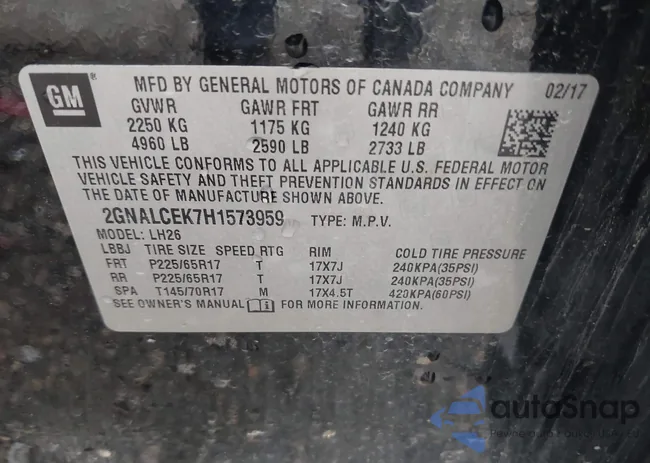 GM
MFD BY GENERAL MOTORS OF CANADA COMPANY 02/17
GVWR GAWR FRT GAWR RR
2250 KG 1175 KG 1240 KG
4960 LB 2590 LB 2733 LB
THIS VEHICLE CONFORMS TO ALL APPLICABLE U.S. FEDERAL MOTOR
VEHICLE SAFETY AND THEFT PREVENTION STANDARDS IN EFFECT ON
THE DATE OF MANUFACTURE SHOWN ABOVE.
2GNALCEK7H1573959 TYPE: M.P.V.
MODEL: LH26
LBBJ TIRE SIZE SPEED RTG RIM COLD TIRE PRESSURE
FRT P225/65R17 T 17X7J 240KPA(35PSI)
RR P225/65R17 T 17X7J 240KPA(35PSI)
SPA T145/70R17 M 17X4.5T 420KPA(60PSI)
SEE OWNER'S MANUAL FOR MORE INFORMATION.
autoSnap